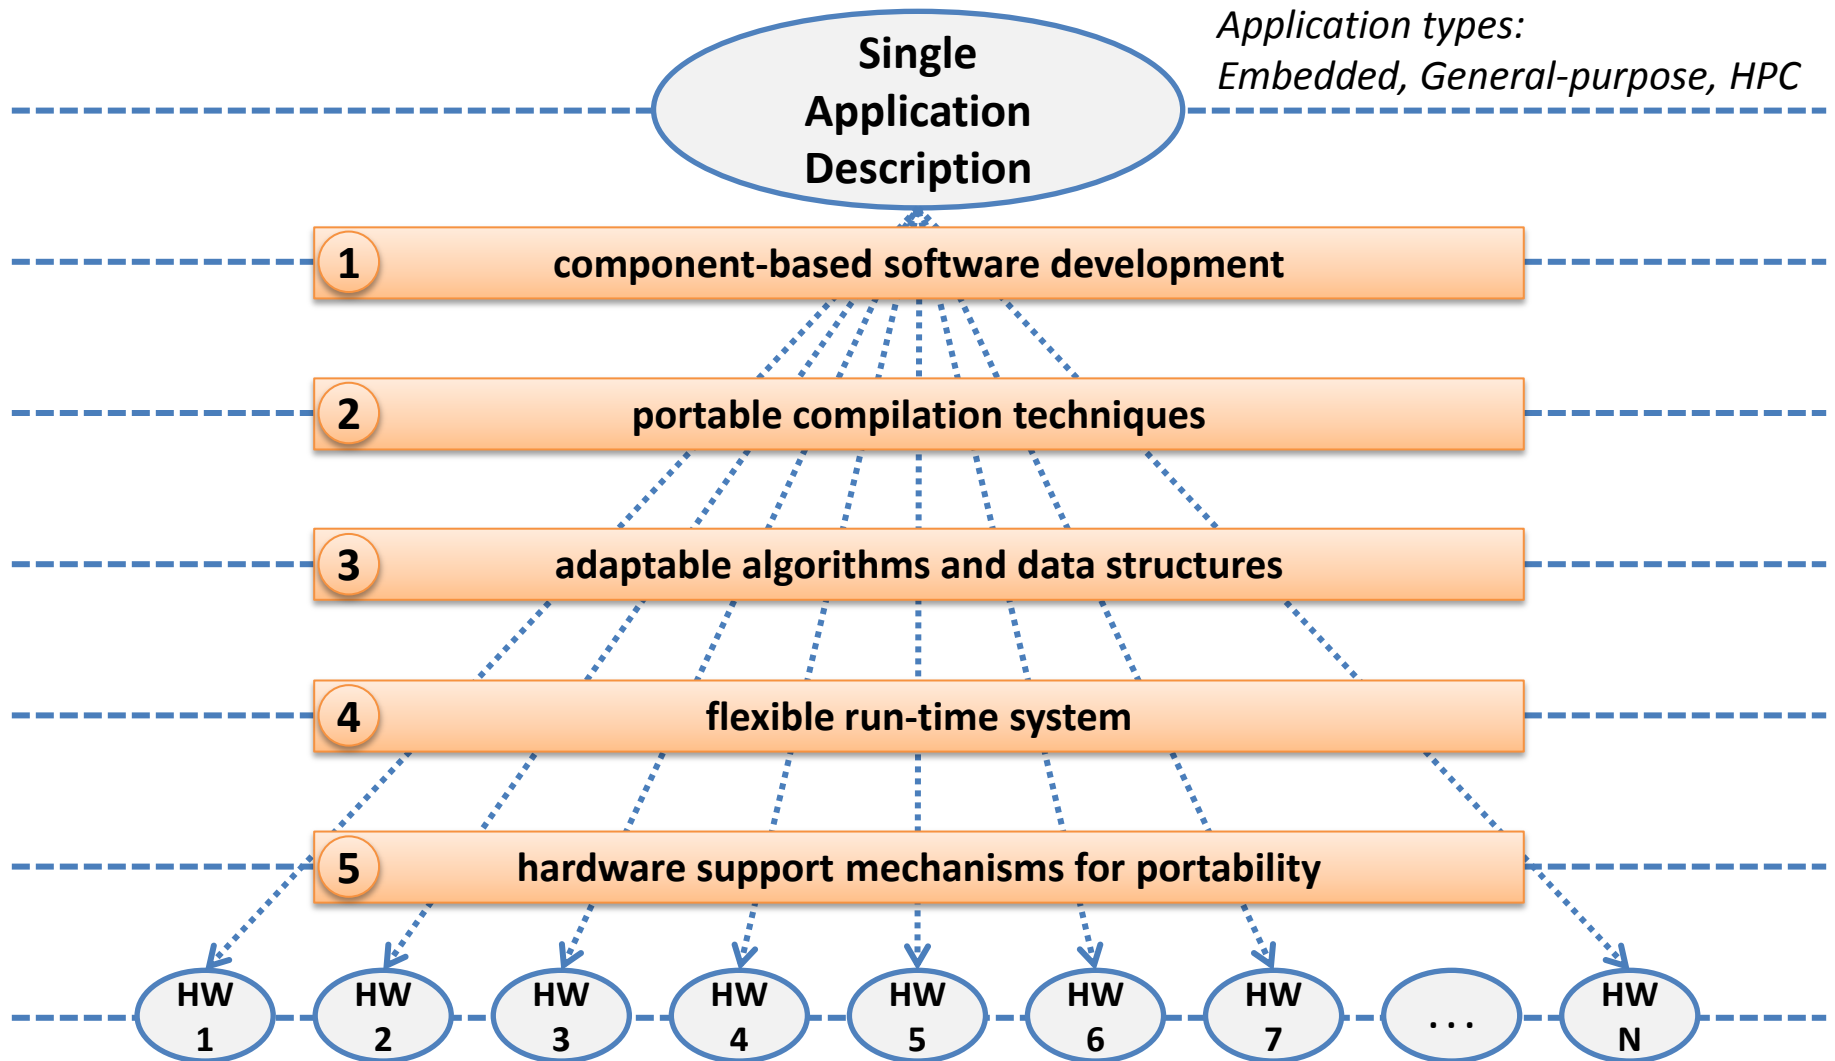 Application types:
Embedded, General-purpose, HPC
Single
Application
Description
1 component-based software development
2 portable compilation techniques
3 adaptable algorithms and data structures
4 flexible run-time system
5 hardware support mechanisms for portability
HW
1
HW
2
HW
3
HW
4
HW
5
HW
6
HW
7
...
HW
N